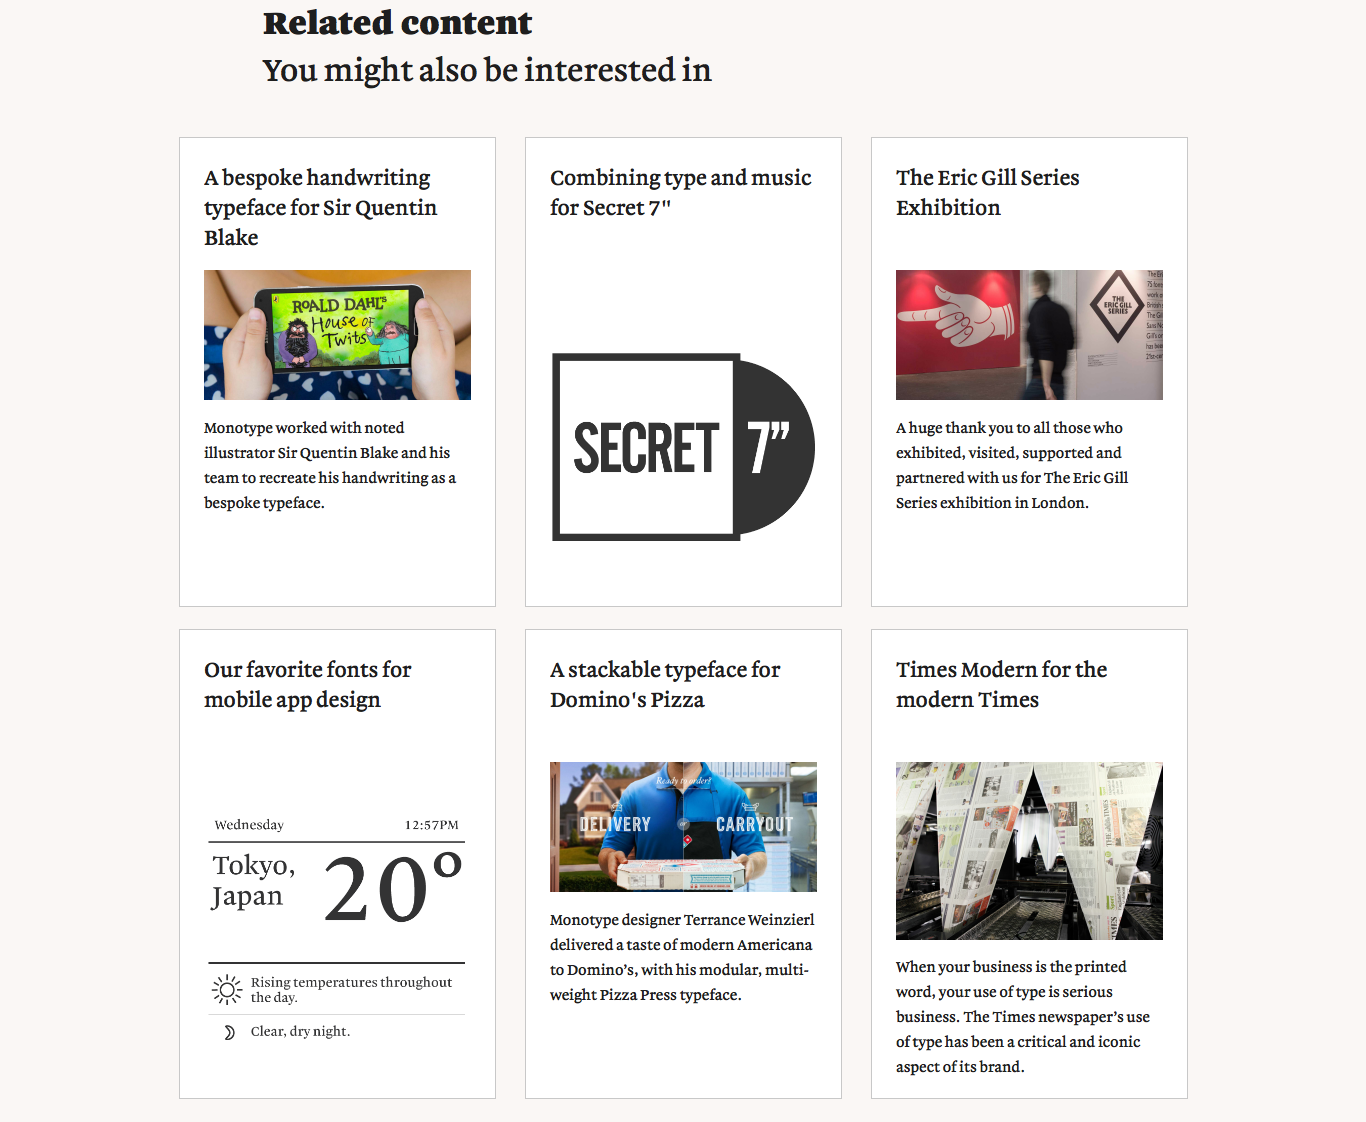 Related content
You might also be interested in
A bespoke handwriting
typeface for Sir Quentin
Blake
ROALD DAHL's
House of
Twits
Monotype worked with noted
illustrator Sir Quentin Blake and his
team to recreate his handwriting as a
bespoke typeface.
Combining type and music
for Secret 7"
SECRET 7”
The Eric Gill Series
Exhibition
THE
ERIC GILL
SERIES
A huge thank you to all those who
exhibited, visited, supported and
partnered with us for The Eric Gill
Series exhibition in London.
Our favorite fonts for
mobile app design
Wednesday 12:57PM
Tokyo,
Japan
20°
Rising temperatures throughout
the day.
Clear, dry night.
A stackable typeface for
Domino's Pizza
Ready to order?
DELIVERY or CARRYOUT
Monotype designer Terrance Weinzierl
delivered a taste of modern Americana
to Domino’s, with his modular, multi-
weight Pizza Press typeface.
Times Modern for the
modern Times
When your business is the printed
word, your use of type is serious
business. The Times newspaper’s use
of type has been a critical and iconic
aspect of its brand.